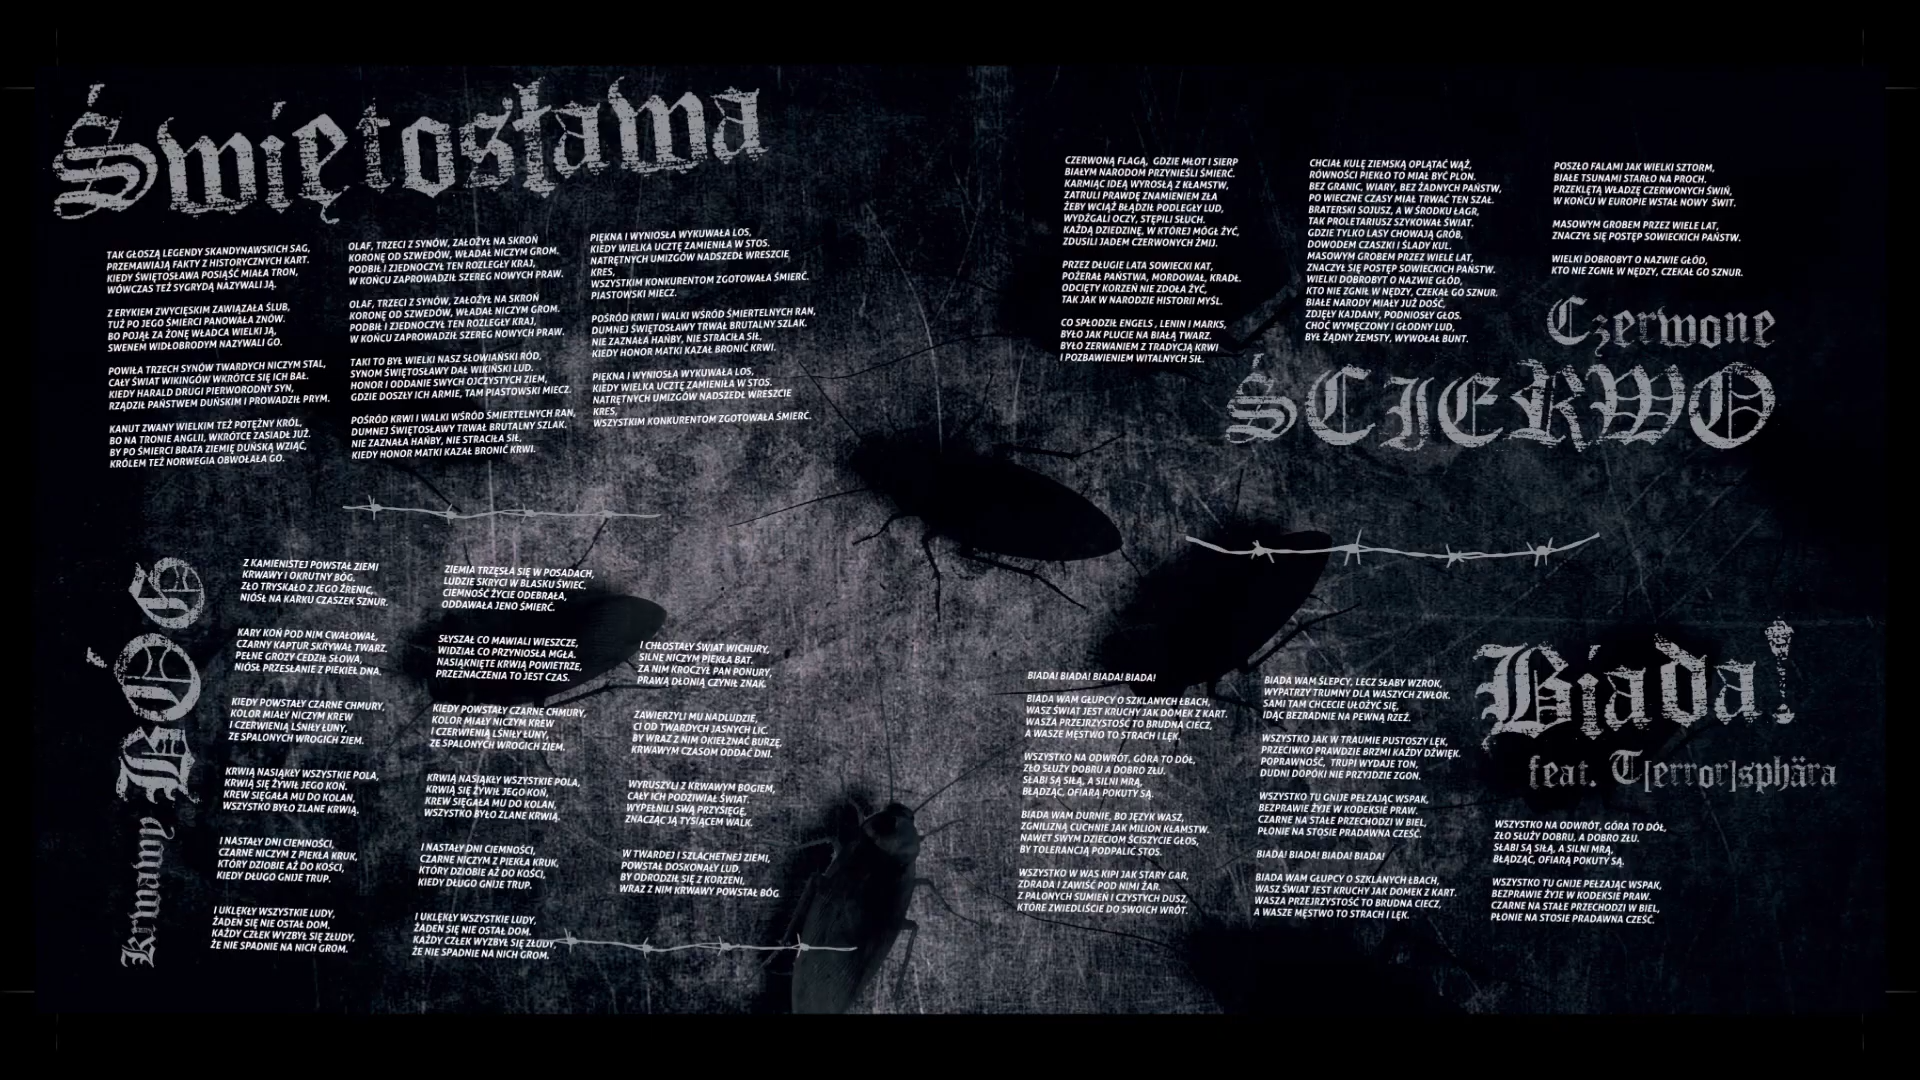 Świętosława
TAK GŁOSZĄ LEGENDY SKANDYNAWSKICH SAG,
PRZEMAWIAJĄ FAKTY Z HISTORYCZNYCH KART.
KIEDY ŚWIĘTOSŁAWA POSIĄŚĆ MIAŁA TRON,
WÓWCZAS TEŻ SYGRYDĄ NAZYWALI JĄ.
Z ERYKIEM ZWYCIĘSKIM ZAWIĄZAŁA ŚLUB,
TUŻ PO JEGO ŚMIERCI PANOWAŁA ZNÓW.
BO POJĄŁ ZA ŻONĘ WŁADCA WIELKI JĄ,
SWENEM WIDŁOBRODYM NAZYWALI GO.
POWIŁA TRZECH SYNÓW TWARDYCH NICZYM STAL,
CAŁY ŚWIAT WIKINGÓW WKRÓTCE SIĘ ICH BAŁ.
KIEDY HARALD DRUGI PIERWORODNY SYN,
RZĄDZIŁ PAŃSTWEM DUŃSKIM I PROWADZIŁ PRYM.
KANUT ZWANY WIELKIM TEŻ POTĘŻNY KRÓL,
BO NA TRONIE ANGLII, WKRÓTCE ZASIADŁ JUŻ.
BY PO ŚMIERCI BRATA ZIEMIĘ DUŃSKĄ WZIĄĆ,
KRÓLEM TEŻ NORWEGIA OBWOŁAŁA GO.
OLAF, TRZECI Z SYNÓW, ZAŁOŻYŁ NA SKROŃ
KORONĘ OD SZWEDÓW, WŁADAŁ NICZYM GROM.
PODBIŁ I ZJEDNOCZYŁ TEN ROZLEGŁY KRAJ,
W KOŃCU ZAPROWADZIŁ SZEREG NOWYCH PRAW.
OLAF, TRZECI Z SYNÓW, ZAŁOŻYŁ NA SKROŃ
KORONĘ OD SZWEDÓW, WŁADAŁ NICZYM GROM.
PODBIŁ I ZJEDNOCZYŁ TEN ROZLEGŁY KRAJ,
W KOŃCU ZAPROWADZIŁ SZEREG NOWYCH PRAW.
TAKI TO BYŁ WIELKI NASZ SŁOWIAŃSKI RÓD,
SYNOM ŚWIĘTOSŁAWY DAŁ WIKIŃSKI LUD.
HONOR I ODDANIE SWYCH OJCZYSTYCH ZIEM,
GDZIE DOSZŁY ICH ARMIE, TAM PIASTOWSKI MIECZ.
POŚRÓD KRWI I WALKI WŚRÓD ŚMIERTELNYCH RAN,
DUMNEJ ŚWIĘTOSŁAWY TRWAŁ BRUTALNY SZLAK.
NIE ZAZNAŁA HAŃBY, NIE STRACIŁA SIŁ,
KIEDY HONOR MATKI KAZAŁ BRONIĆ KRWI.
PIĘKNA I WYNIOSŁA WYKUWAŁA LOS,
KIEDY WIELKA UCZTĘ ZAMIENIŁA W STOS.
NATRĘTNYCH UMIZGÓW NADSZEDŁ WRESZCIE
KRES,
WSZYSTKIM KONKURENTOM ZGOTOWAŁA ŚMIERĆ.
PIASTOWSKI MIECZ.
POŚRÓD KRWI I WALKI WŚRÓD ŚMIERTELNYCH RAN,
DUMNEJ ŚWIĘTOSŁAWY TRWAŁ BRUTALNY SZLAK.
NIE ZAZNAŁA HAŃBY, NIE STRACIŁA SIŁ,
KIEDY HONOR MATKI KAZAŁ BRONIĆ KRWI.
PIĘKNA I WYNIOSŁA WYKUWAŁA LOS,
KIEDY WIELKA UCZTĘ ZAMIENIŁA W STOS.
NATRĘTNYCH UMIZGÓW NADSZEDŁ WRESZCIE
KRES,
WSZYSTKIM KONKURENTOM ZGOTOWAŁA ŚMIERĆ.
Krwawy BÓG
Z KAMIENISTEJ POWSTAŁ ZIEMI
KRWAWY I OKRUTNY BÓG,
ZŁO TRYSKAŁO Z JEGO ŹRENIC,
NIÓSŁ NA KARKU CZASZEK SZNUR.
KARY KOŃ POD NIM CWAŁOWAŁ,
CZARNY KAPTUR SKRYWAŁ TWARZ.
PEŁNE GROZY CEDZIŁ SŁOWA,
NIÓSŁ PRZESŁANIE Z PIEKIEŁ DNA.
KIEDY POWSTAŁY CZARNE CHMURY,
KOLOR MIAŁY NICZYM KREW
I CZERWIENIĄ LŚNIŁY ŁUNY,
ZE SPALONYCH WROGICH ZIEM.
KRWIĄ NASIĄKŁY WSZYSTKIE POLA,
KRWIĄ SIĘ ŻYWIŁ JEGO KOŃ.
KREW SIĘGAŁA MU DO KOLAN,
WSZYSTKO BYŁO ZLANE KRWIĄ.
I NASTAŁY DNI CIEMNOŚCI,
CZARNE NICZYM Z PIEKŁA KRUK,
KTÓRY DZIOBIE AŻ DO KOŚCI,
KIEDY DŁUGO GNIJE TRUP.
I UKLĘKŁY WSZYSTKIE LUDY,
ŻADEN SIĘ NIE OSTAŁ DOM.
KAŻDY CZŁEK WYZBYŁ SIĘ ZŁUDY,
ŻE NIE SPADNIE NA NICH GROM.
ZIEMIA TRZĘSŁA SIĘ W POSADACH,
LUDZIE SKRYCI W BLASKU ŚWIEC,
CIEMNOŚĆ ŻYCIE ODEBRAŁA,
ODDAWAŁA JENO ŚMIERĆ.
SŁYSZAŁ CO MAWIALI WIESZCZE,
WIDZIAŁ CO PRZYNIOSŁA MGŁA.
NASIĄKNIĘTE KRWIĄ POWIETRZE,
PRZEZNACZENIA TO JEST CZAS.
KIEDY POWSTAŁY CZARNE CHMURY,
KOLOR MIAŁY NICZYM KREW
I CZERWIENIĄ LŚNIŁY ŁUNY,
ZE SPALONYCH WROGICH ZIEM.
KRWIĄ NASIĄKŁY WSZYSTKIE POLA,
KRWIĄ SIĘ ŻYWIŁ JEGO KOŃ.
KREW SIĘGAŁA MU DO KOLAN,
WSZYSTKO BYŁO ZLANE KRWIĄ.
I NASTAŁY DNI CIEMNOŚCI,
CZARNE NICZYM Z PIEKŁA KRUK,
KTÓRY DZIOBIE AŻ DO KOŚCI,
KIEDY DŁUGO GNIJE TRUP.
I UKLĘKŁY WSZYSTKIE LUDY,
ŻADEN SIĘ NIE OSTAŁ DOM.
KAŻDY CZŁEK WYZBYŁ SIĘ ZŁUDY,
ŻE NIE SPADNIE NA NICH GROM.
I CHŁOSTAŁY ŚWIAT WICHURY,
SILNE NICZYM PIEKŁA BAT.
ZA NIM KROCZYŁ PAN PONURY,
PRAWĄ DŁONIĄ CZYNIŁ ZNAK.
ZAWIERZYLI MU NADLUDZIE,
CI OD TWARDYCH JASNYCH LIC.
BY WRAZ Z NIM OKIEŁZNAĆ BURZĘ,
KRWAWYM CZASOM ODDAĆ DNI.
WYRUSZYLI Z KRWAWYM BOGIEM,
CAŁY ICH PODZIWIAŁ ŚWIAT.
WYPEŁNILI SWĄ PRZYSIĘGĘ,
ZNACZĄC JĄ TYSIĄCEM WALK.
W TWARDEJ I SZLACHETNEJ ZIEMI,
POWSTAŁ DOSKONAŁY LUD,
BY ODRODZIŁ SIĘ Z KORZENI,
WRAZ Z NIM KRWAWY POWSTAŁ BÓG
CZERWONĄ FLAGĄ, GDZIE MŁOT I SIERP
BIAŁYM NARODOM PRZYNIEŚLI ŚMIERĆ.
KARMIĄC IDEĄ WYROSŁĄ Z KŁAMSTW,
ZATRULI PRAWDĘ ZNAMIENIEM ZŁA
ŻEBY WCIĄŻ BŁĄDZIŁ PODLEGŁY LUD,
WYDŹGALI OCZY, STĘPILI SŁUCH.
KAŻDĄ DZIEDZINĘ, W KTÓREJ MÓGŁ ŻYĆ,
ZDUSILI JADEM CZERWONYCH ŻMIJ.
PRZEZ DŁUGIE LATA SOWIECKI KAT,
POŻERAŁ PAŃSTWA, MORDOWAŁ, KRADŁ.
ODCIĘTY KORZEŃ NIE ZDOŁA ŻYĆ,
TAK JAK W NARODZIE HISTORII MYŚL.
CO SPŁODZIŁ ENGELS , LENIN I MARKS,
BYŁO JAK PLUCIE NA BIAŁĄ TWARZ.
BYŁO ZERWANIEM Z TRADYCJĄ KRWI
I POZBAWIENIEM WITALNYCH SIŁ.
CHCIAŁ KULĘ ZIEMSKĄ OPLĄTAĆ WĄŻ,
RÓWNOŚCI PIEKŁO TO MIAŁ BYĆ PLON.
BEZ GRANIC, WIARY, BEZ ŻADNYCH PAŃSTW,
PO WIECZNE CZASY MIAŁ TRWAĆ TEN SZAŁ.
BRATERSKI SOJUSZ, A W ŚRODKU ŁAGR,
TAK PROLETARIUSZ SZYKOWAŁ ŚWIAT.
GDZIE TYLKO LASY CHOWAJĄ GRÓB,
DOWODEM CZASZKI I ŚLADY KUL.
MASOWYM GROBEM PRZEZ WIELE LAT,
ZNACZYŁ SIĘ POSTĘP SOWIECKICH PAŃSTW.
WIELKI DOBROBYT O NAZWIE GŁÓD,
KTO NIE ZGNIŁ W NĘDZY, CZEKAŁ GO SZNUR.
BIAŁE NARODY MIAŁY JUŻ DOŚĆ,
ZDJĘŁY KAJDANY, PODNIOSŁY GŁOS.
CHOĆ WYMĘCZONY I GŁODNY LUD,
BYŁ ŻĄDNY ZEMSTY, WYWOŁAŁ BUNT.
POSZŁO FALAMI JAK WIELKI SZTORM,
BIAŁE TSUNAMI STARŁO NA PROCH.
PRZEKLĘTĄ WŁADZĘ CZERWONYCH ŚWIŃ,
W KOŃCU W EUROPIE WSTAŁ NOWY ŚWIT.
MASOWYM GROBEM PRZEZ WIELE LAT,
ZNACZYŁ SIĘ POSTĘP SOWIECKICH PAŃSTW.
WIELKI DOBROBYT O NAZWIE GŁÓD,
KTO NIE ZGNIŁ W NĘDZY, CZEKAŁ GO SZNUR.
Czerwone
ŚCIERWO
Biada!
feat. T[error]sphära
BIADA! BIADA! BIADA! BIADA!
BIADA WAM GŁUPCY O SZKLANYCH ŁBACH,
WASZ ŚWIAT JEST KRUCHY JAK DOMEK Z KART.
WASZA PRZEJRZYSTOŚĆ TO BRUDNA CIECZ,
A WASZE MĘSTWO TO STRACH I LĘK.
WSZYSTKO NA ODWRÓT, GÓRA TO DÓŁ,
ZŁO SŁUŻY DOBRU A DOBRO ZŁU.
SŁABI SĄ SIŁĄ, A SILNI MRĄ,
BŁĄDZĄC, OFIARĄ POKUTY SĄ.
BIADA WAM DURNIE, BO JĘZYK WASZ,
ZGNILIZNĄ CUCHNIE JAK MILION KŁAMSTW.
NAWET SWYM DZIECIOM ŚCISZYCIE GŁOS,
BY TOLERANCJĄ PODPALIĆ STOS.
WSZYSTKO W WAS KIPI JAK STARY GAR,
ZDRADA I ZAWIŚĆ POD NIMI ŻAR.
Z PALONYCH SUMIEŃ I CZYSTYCH DUSZ,
KTÓRE ZWIEDLIŚCIE DO SWOICH WRÓT.
BIADA WAM ŚLEPCY, LECZ SŁABY WZROK,
WYPATRZY TRUMNY DLA WASZYCH ZWŁOK.
SAMI TAM CHCECIE UŁOŻYĆ SIĘ,
IDĄC BEZRADNIE NA PEWNĄ RZEŹ.
WSZYSTKO JAK W TRAUMIE PUSTOSZY LĘK,
PRZECIWKO PRAWDZIE BRZMI KAŻDY DŹWIĘK.
POPRAWNOŚĆ, TRUPI WYDAJE TON,
DUDNI DOPÓKI NIE PRZYJDZIE ZGON.
WSZYSTKO TU GNIJE PEŁZAJĄC WSPAK,
BEZPRAWIE ŻYJE W KODEKSIE PRAW.
CZARNE NA STAŁE PRZECHODZI W BIEL,
PŁONIE NA STOSIE PRADAWNA CZEŚĆ.
BIADA! BIADA! BIADA! BIADA!
BIADA WAM GŁUPCY O SZKLANYCH ŁBACH,
WASZ ŚWIAT JEST KRUCHY JAK DOMEK Z KART.
WASZA PRZEJRZYSTOŚĆ TO BRUDNA CIECZ,
A WASZE MĘSTWO TO STRACH I LĘK.
WSZYSTKO NA ODWRÓT, GÓRA TO DÓŁ,
ZŁO SŁUŻY DOBRU, A DOBRO ZŁU.
SŁABI SĄ SIŁĄ, A SILNI MRĄ,
BŁĄDZĄC, OFIARĄ POKUTY SĄ.
WSZYSTKO TU GNIJE PEŁZAJĄC WSPAK,
BEZPRAWIE ŻYJE W KODEKSIE PRAW.
CZARNE NA STAŁE PRZECHODZI W BIEL,
PŁONIE NA STOSIE PRADAWNA CZEŚĆ.